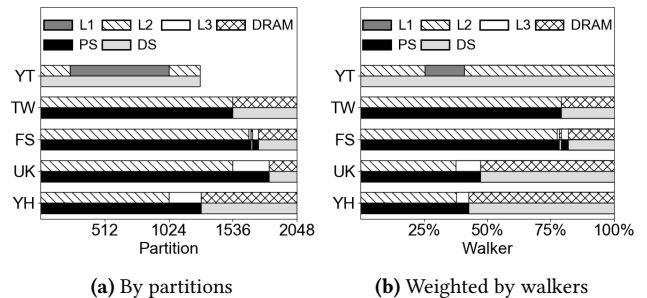 L1 L2 L3 DRAM
PS DS
YT
TW
FS
UK
YH
512 1024 1536 2048
Partition
(a) By partitions
L1 L2 L3 DRAM
PS DS
YT
TW
FS
UK
YH
25% 50% 75% 100%
Walker
(b) Weighted by walkers